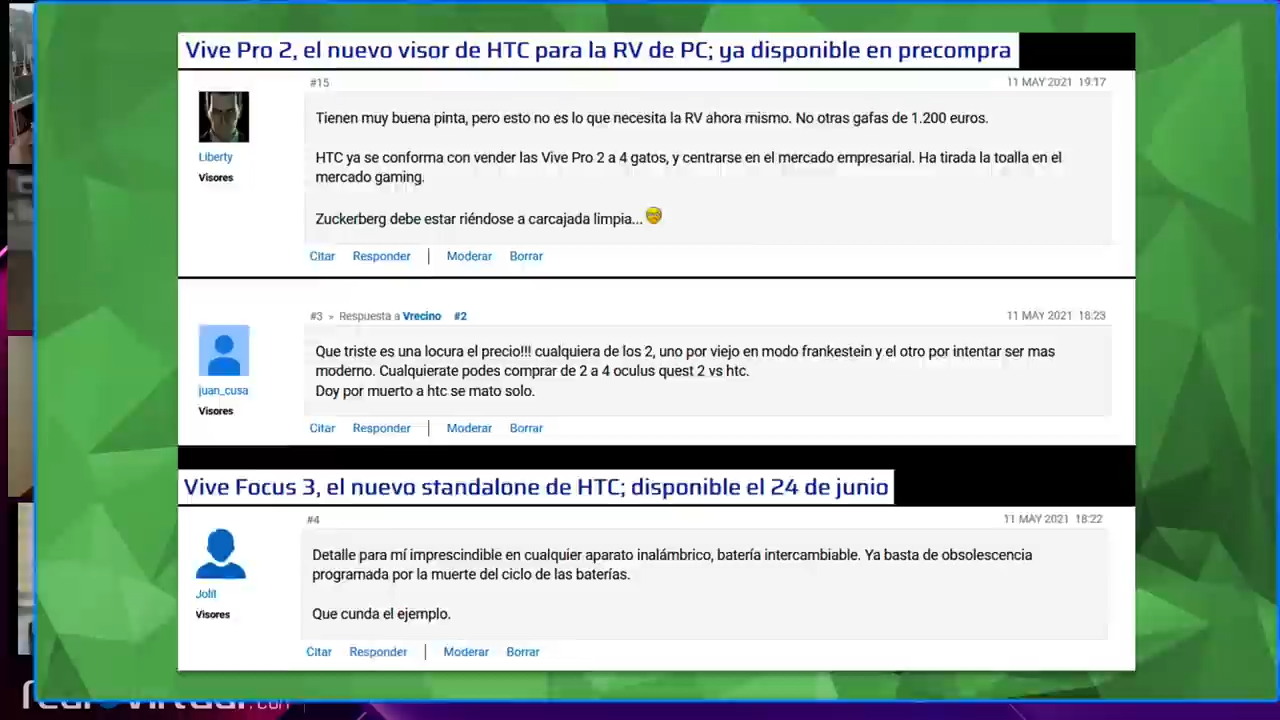 Vive Pro 2, el nuevo visor de HTC para la RV de PC; ya disponible en precompra
#15 11 MAY 2021 19:17
Liberty
Visores
Tienen muy buena pinta, pero esto no es lo que necesita la RV ahora mismo. No otras gafas de 1.200 euros.
HTC ya se conforma con vender las Vive Pro 2 a 4 gatos, y centrarse en el mercado empresarial. Ha tirada la toalla en el
mercado gaming.
Zuckerberg debe estar riéndose a carcajada limpia...
Citar Responder | Moderar Borrar
#3 » Respuesta a Vrecino #2 11 MAY 2021 18:23
juan_cusa
Visores
Que triste es una locura el precio!!! cualquiera de los 2, uno por viejo en modo frankestein y el otro por intentar ser mas
moderno. Cualquierate podes comprar de 2 a 4 oculus quest 2 vs htc.
Doy por muerto a htc se mato solo.
Citar Responder | Moderar Borrar
Vive Focus 3, el nuevo standalone de HTC; disponible el 24 de junio
#4 11 MAY 2021 18:22
Visores
Detalle para mí imprescindible en cualquier aparato inalámbrico, batería intercambiable. Ya basta de obsolescencia
programada por la muerte del ciclo de las baterías.
Que cunda el ejemplo.
Citar Responder | Moderar Borrar